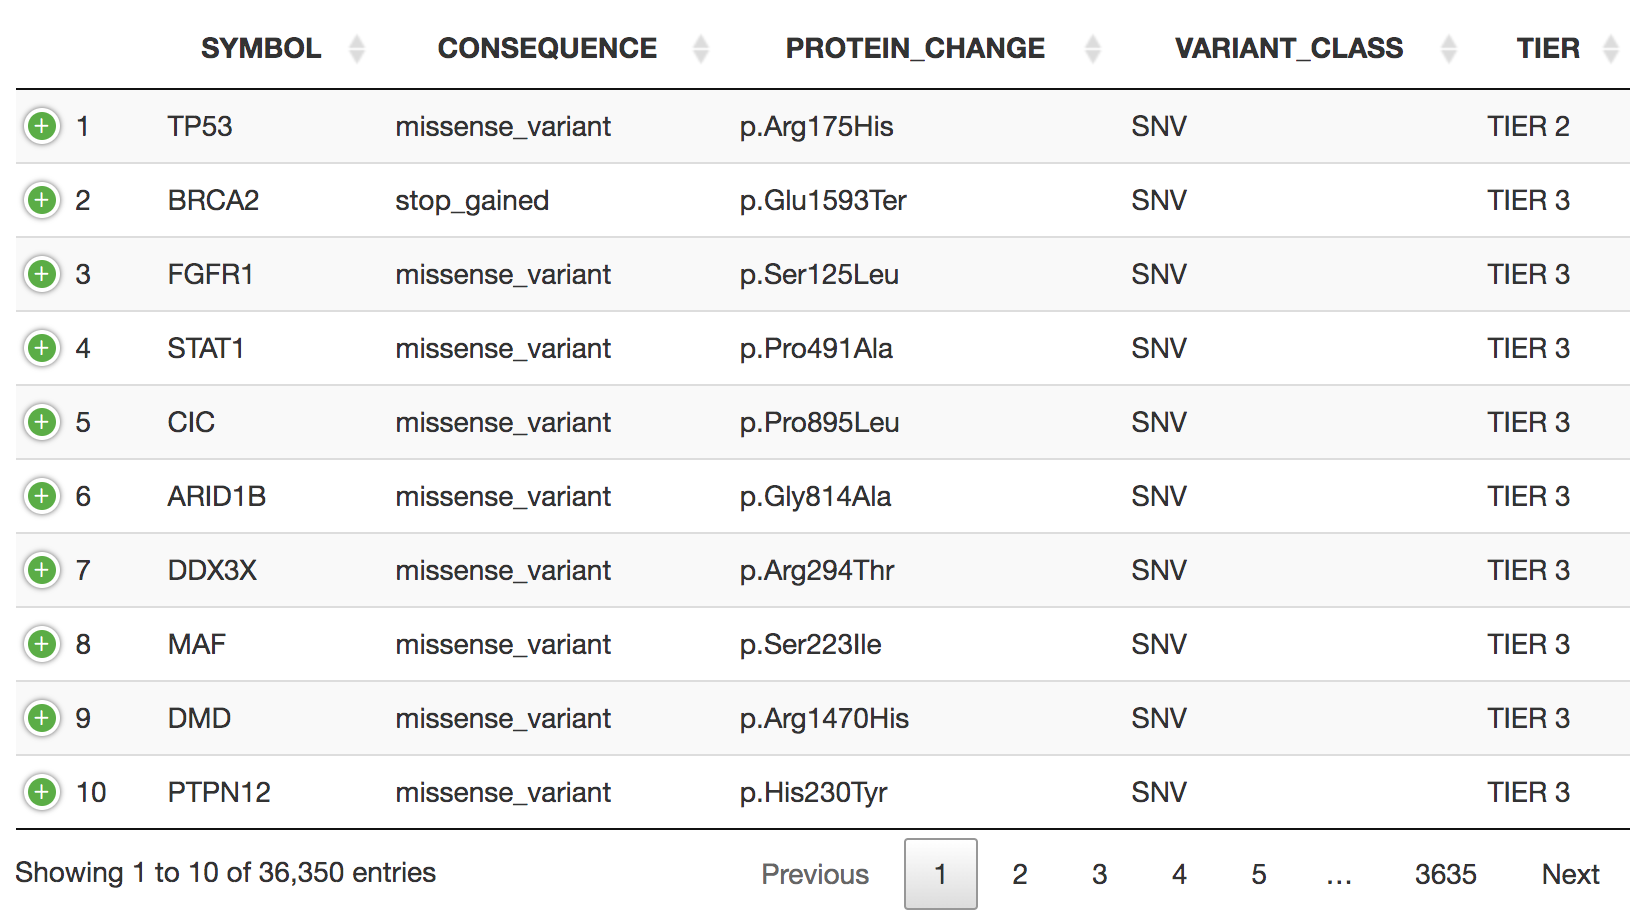 SYMBOL CONSEQUENCE PROTEIN_CHANGE VARIANT_CLASS TIER
1 TP53 missense_variant p.Arg175His SNV TIER 2
2 BRCA2 stop_gained p.Glu1593Ter SNV TIER 3
3 FGFR1 missense_variant p.Ser125Leu SNV TIER 3
4 STAT1 missense_variant p.Pro491Ala SNV TIER 3
5 CIC missense_variant p.Pro895Leu SNV TIER 3
6 ARID1B missense_variant p.Gly814Ala SNV TIER 3
7 DDX3X missense_variant p.Arg294Thr SNV TIER 3
8 MAF missense_variant p.Ser223Ile SNV TIER 3
9 DMD missense_variant p.Arg1470His SNV TIER 3
10 PTPN12 missense_variant p.His230Tyr SNV TIER 3
Showing 1 to 10 of 36,350 entries Previous 1 2 3 4 5 … 3635 Next